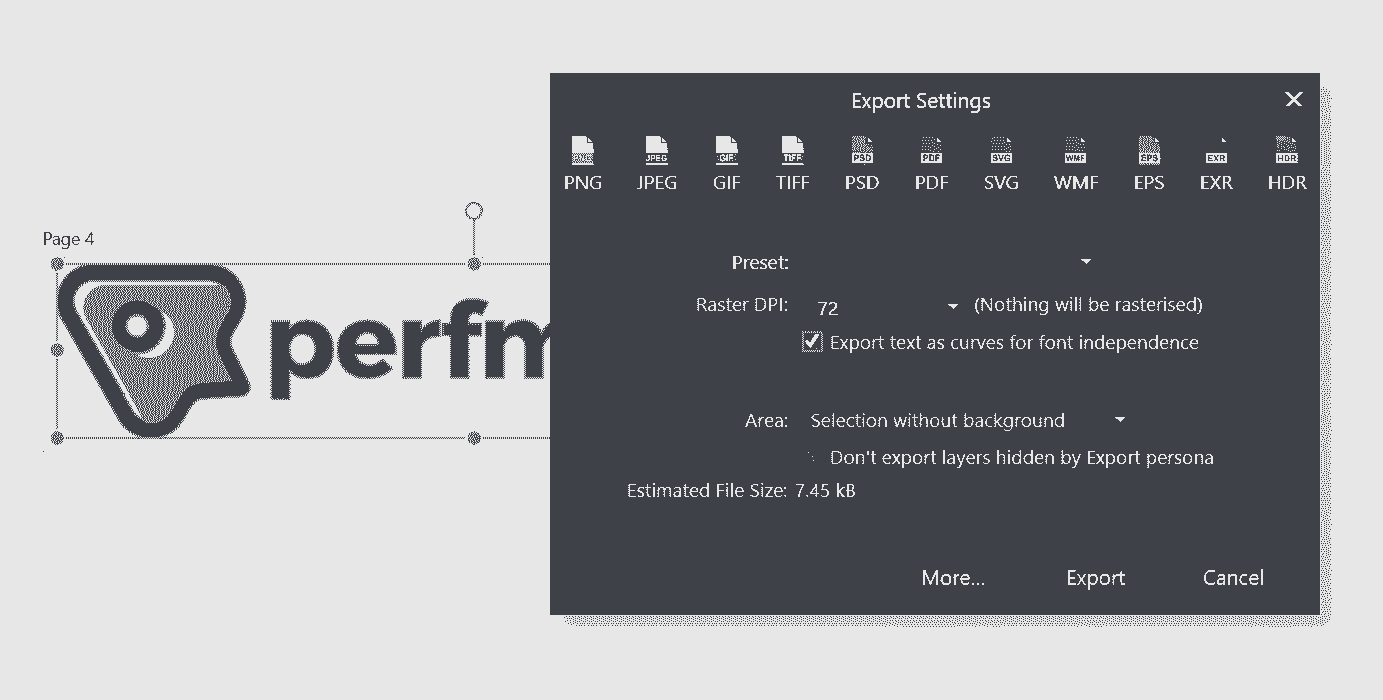 Export Settings
PNG JPEG GIF TIFF PSD PDF SVG WMF EPS EXR HDR
PNG JPEG GIF TIFF PSD PDF SVG WMF EPS EXR HDR
Page 4
Preset:
Raster DPI: 72 (Nothing will be rasterised)
Export text as curves for font independence
perfm
Area: Selection without background
Don't export layers hidden by Export persona
Estimated File Size: 7.45 kB
More... Export Cancel